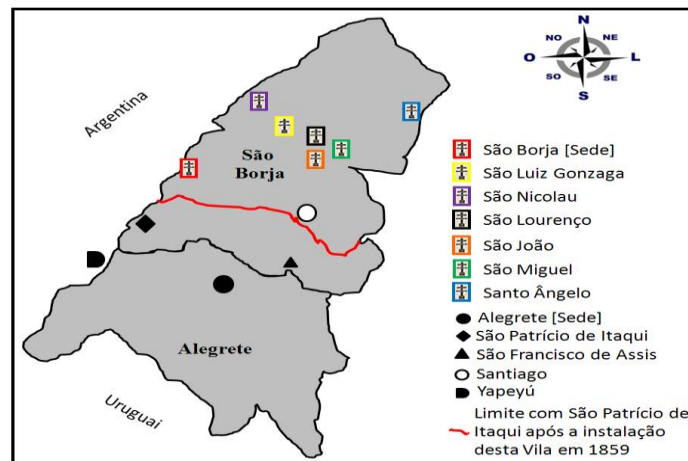 N
NO
NE
O
L
SO
SE
S
Argentina
São
Borja
Alegrete
Uruguai
São Borja [Sede]
São Luiz Gonzaga
São Nicolau
São Lourenço
São João
São Miguel
Santo Ângelo
Alegrete [Sede]
São Patrício de Itaqui
São Francisco de Assis
Santiago
Yapeyú
Limite com São Patrício de
Itaqui após a instalação
desta Vila em 1859